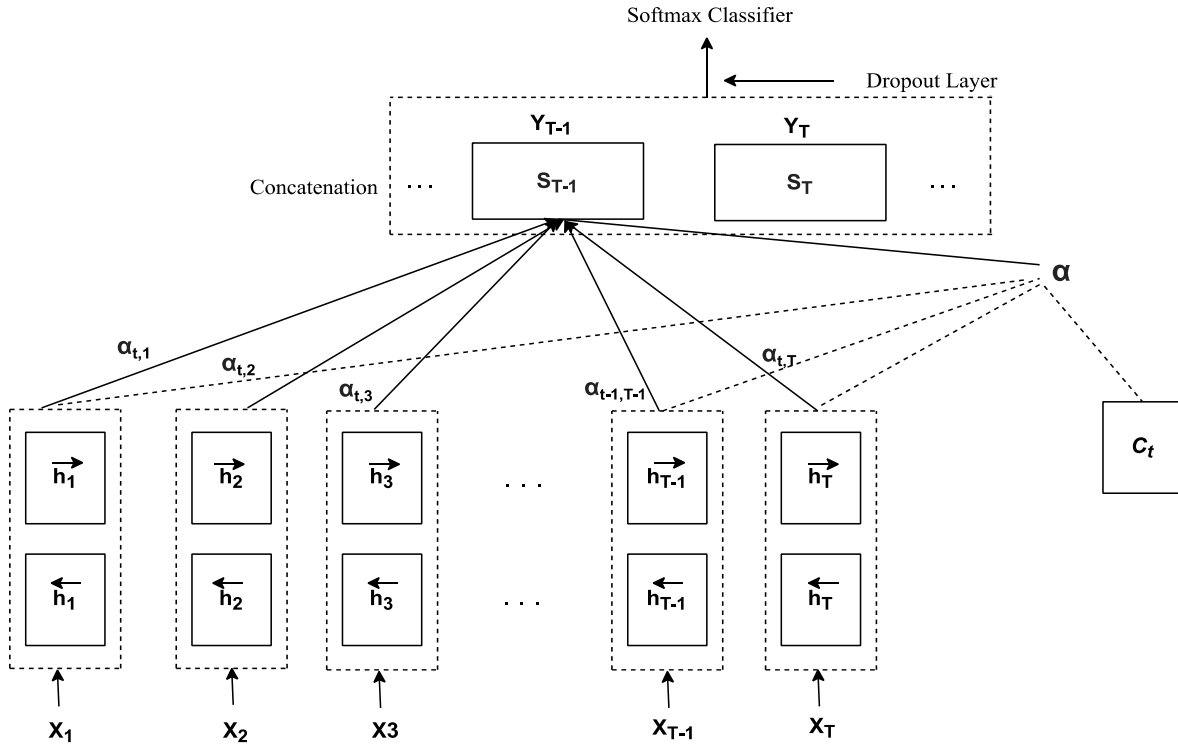 Softmax Classifier
Dropout Layer
Y_{T-1} Y_T
Concatenation ... S_{T-1} S_T ...
α
α_{t,1} α_{t,2} α_{t,3} α_{t-1,T-1} α_{t,T}
→h_1 →h_2 →h_3 ... →h_{T-1} →h_T C_t
←h_1 ←h_2 ←h_3 ... ←h_{T-1} ←h_T
X_1 X_2 X3 X_{T-1} X_T